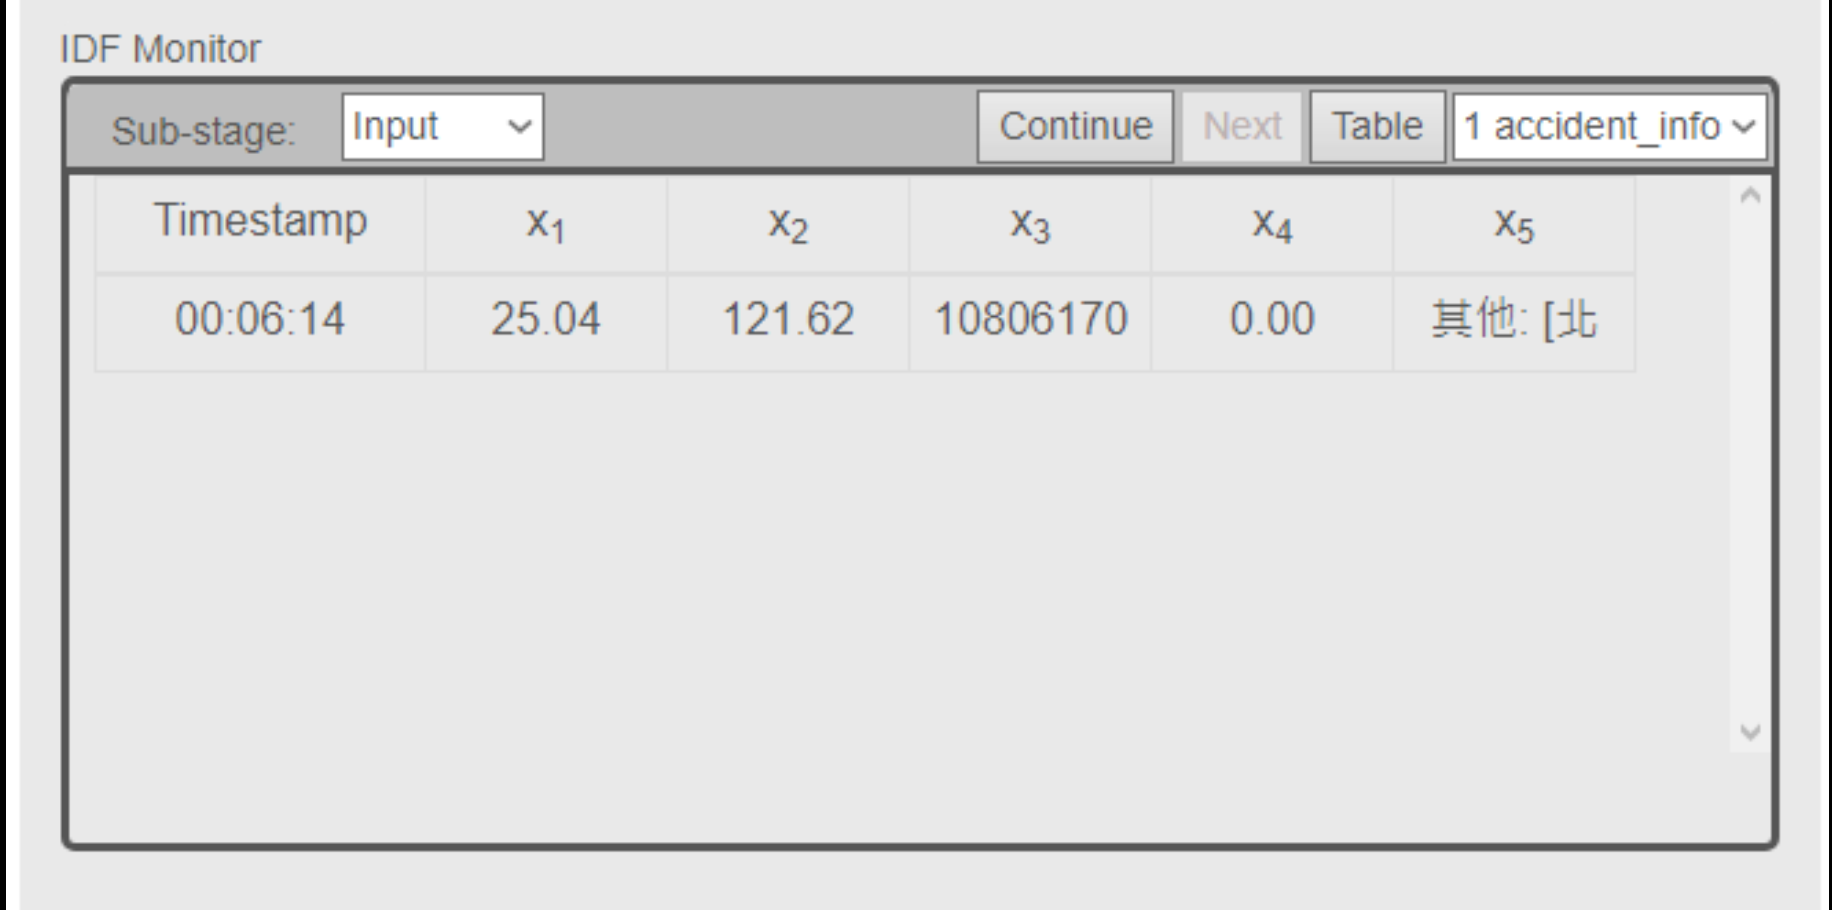 IDF Monitor
Sub-stage: Input Continue Next Table 1 accident_info
Timestamp x1 x2 x3 x4 x5
00:06:14 25.04 121.62 10806170 0.00 其他: [北